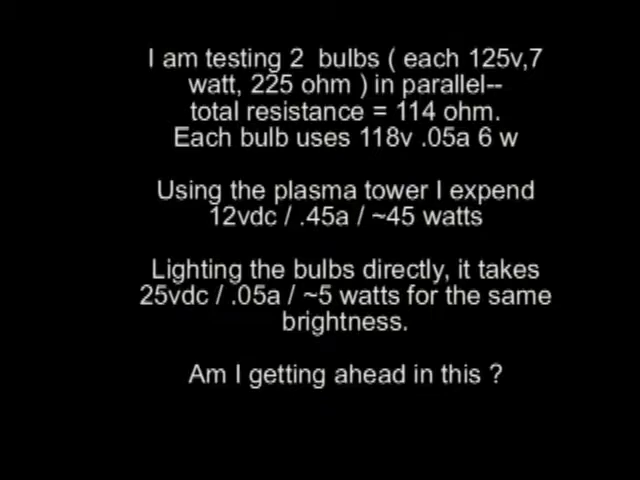 I am testing 2 bulbs ( each 125v,7
watt, 225 ohm ) in parallel--
total resistance = 114 ohm.
Each bulb uses 118v .05a 6 w
Using the plasma tower I expend
12vdc / .45a / ~45 watts
Lighting the bulbs directly, it takes
25vdc / .05a / ~5 watts for the same
brightness.
Am I getting ahead in this ?